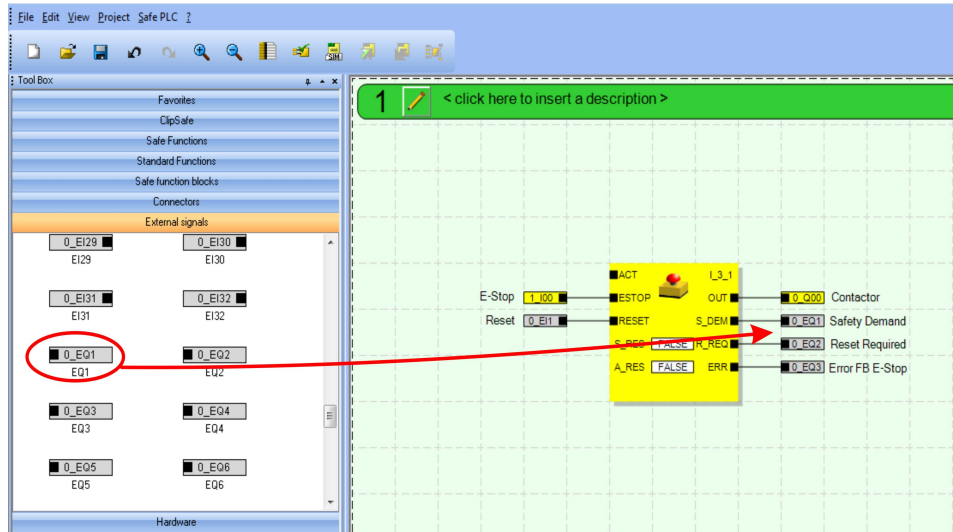 File Edit View Project Safe PLC ?
SIM
Tool Box
Favorites
ClipSafe
Safe Functions
Standard Functions
Safe function blocks
Connectors
External signals
0_EI29 0_EI30
EI29 EI30
0_EI31 0_EI32
EI31 EI32
0_EQ1 0_EQ2
EQ1 EQ2
0_EQ3 0_EQ4
EQ3 EQ4
0_EQ5 0_EQ6
EQ5 EQ6
Hardware
1 < click here to insert a description >
ACT I_3_1
E-Stop 1_I00 ESTOP OUT 0_Q00 Contactor
Reset 0_EI1 RESET S_DEM 0_EQ1 Safety Demand
S_RES FALSE R_REQ 0_EQ2 Reset Required
A_RES FALSE ERR 0_EQ3 Error FB E-Stop